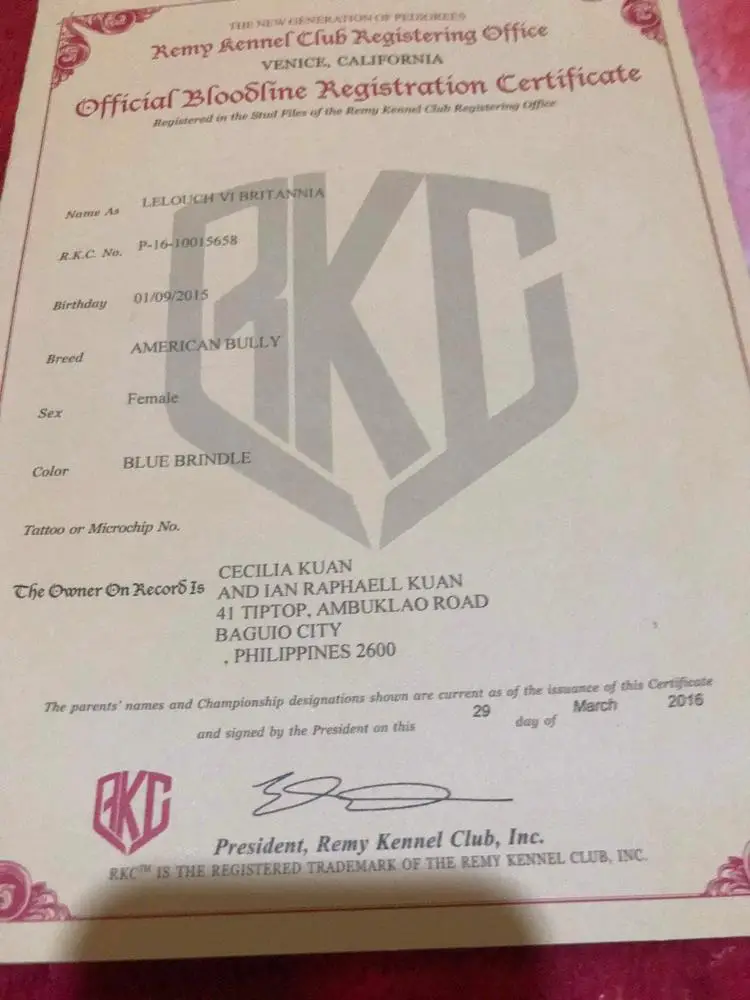 THE NEW GENERATION OF PEDIGREES
Remy Kennel Club Registering Office
VENICE, CALIFORNIA
Official Bloodline Registration Certificate
Registered in the Stud Files of the Remy Kennel Club Registering Office
Name As LELOUCH VI BRITANNIA
R.K.C. No. P-16-10015658
Birthday 01/09/2015
Breed AMERICAN BULLY
Sex Female
Color BLUE BRINDLE
Tattoo or Microchip No.
The Owner On Record Is CECILIA KUAN
AND IAN RAPHAELL KUAN
41 TIPTOP, AMBUKLAO ROAD
BAGUIO CITY
, PHILIPPINES 2600
The parents' names and Championship designations shown are current as of the issuance of this Certificate
and signed by the President on this 29 day of March 2016
RKC
President, Remy Kennel Club, Inc.
RKC™ IS THE REGISTERED TRADEMARK OF THE REMY KENNEL CLUB, INC.